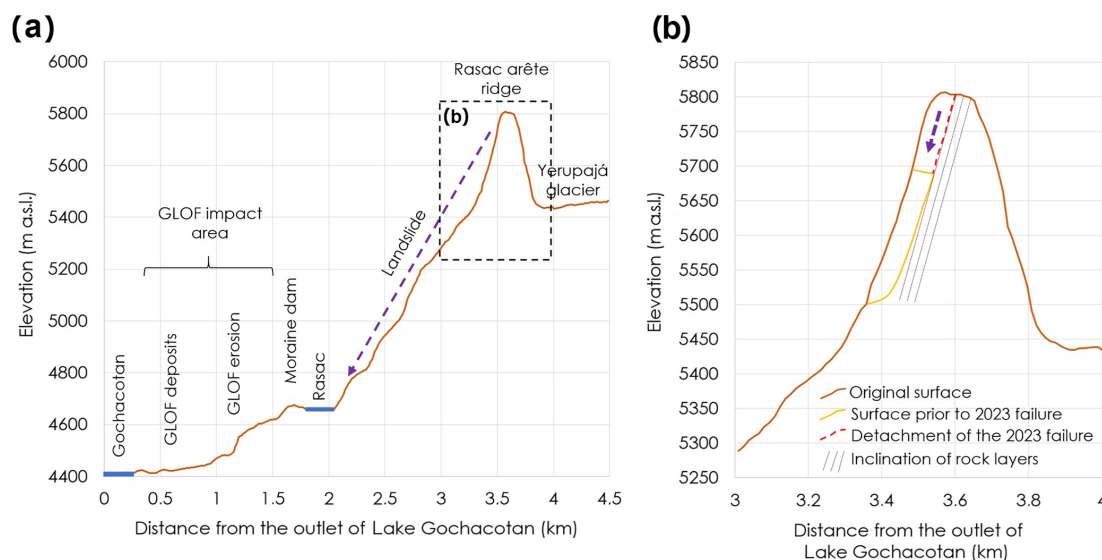 (a)
6000
5800
5600
5400
5200
5000
4800
4600
4400
Elevation (m a.s.l.)
Rasac arête
ridge
(b)
Yerupajá
glacier
Landslide
GLOF impact
area
Gochacotan
GLOF deposits
GLOF erosion
Moraine dam
Rasac
0 0.5 1 1.5 2 2.5 3 3.5 4 4.5
Distance from the outlet of Lake Gochacotan (km)
(b)
5850
5800
5750
5700
5650
5600
5550
5500
5450
5400
5350
5300
5250
Elevation (m a.s.l.)
Original surface
Surface prior to 2023 failure
Detachment of the 2023 failure
Inclination of rock layers
3 3.2 3.4 3.6 3.8 4
Distance from the outlet of
Lake Gochacotan (km)